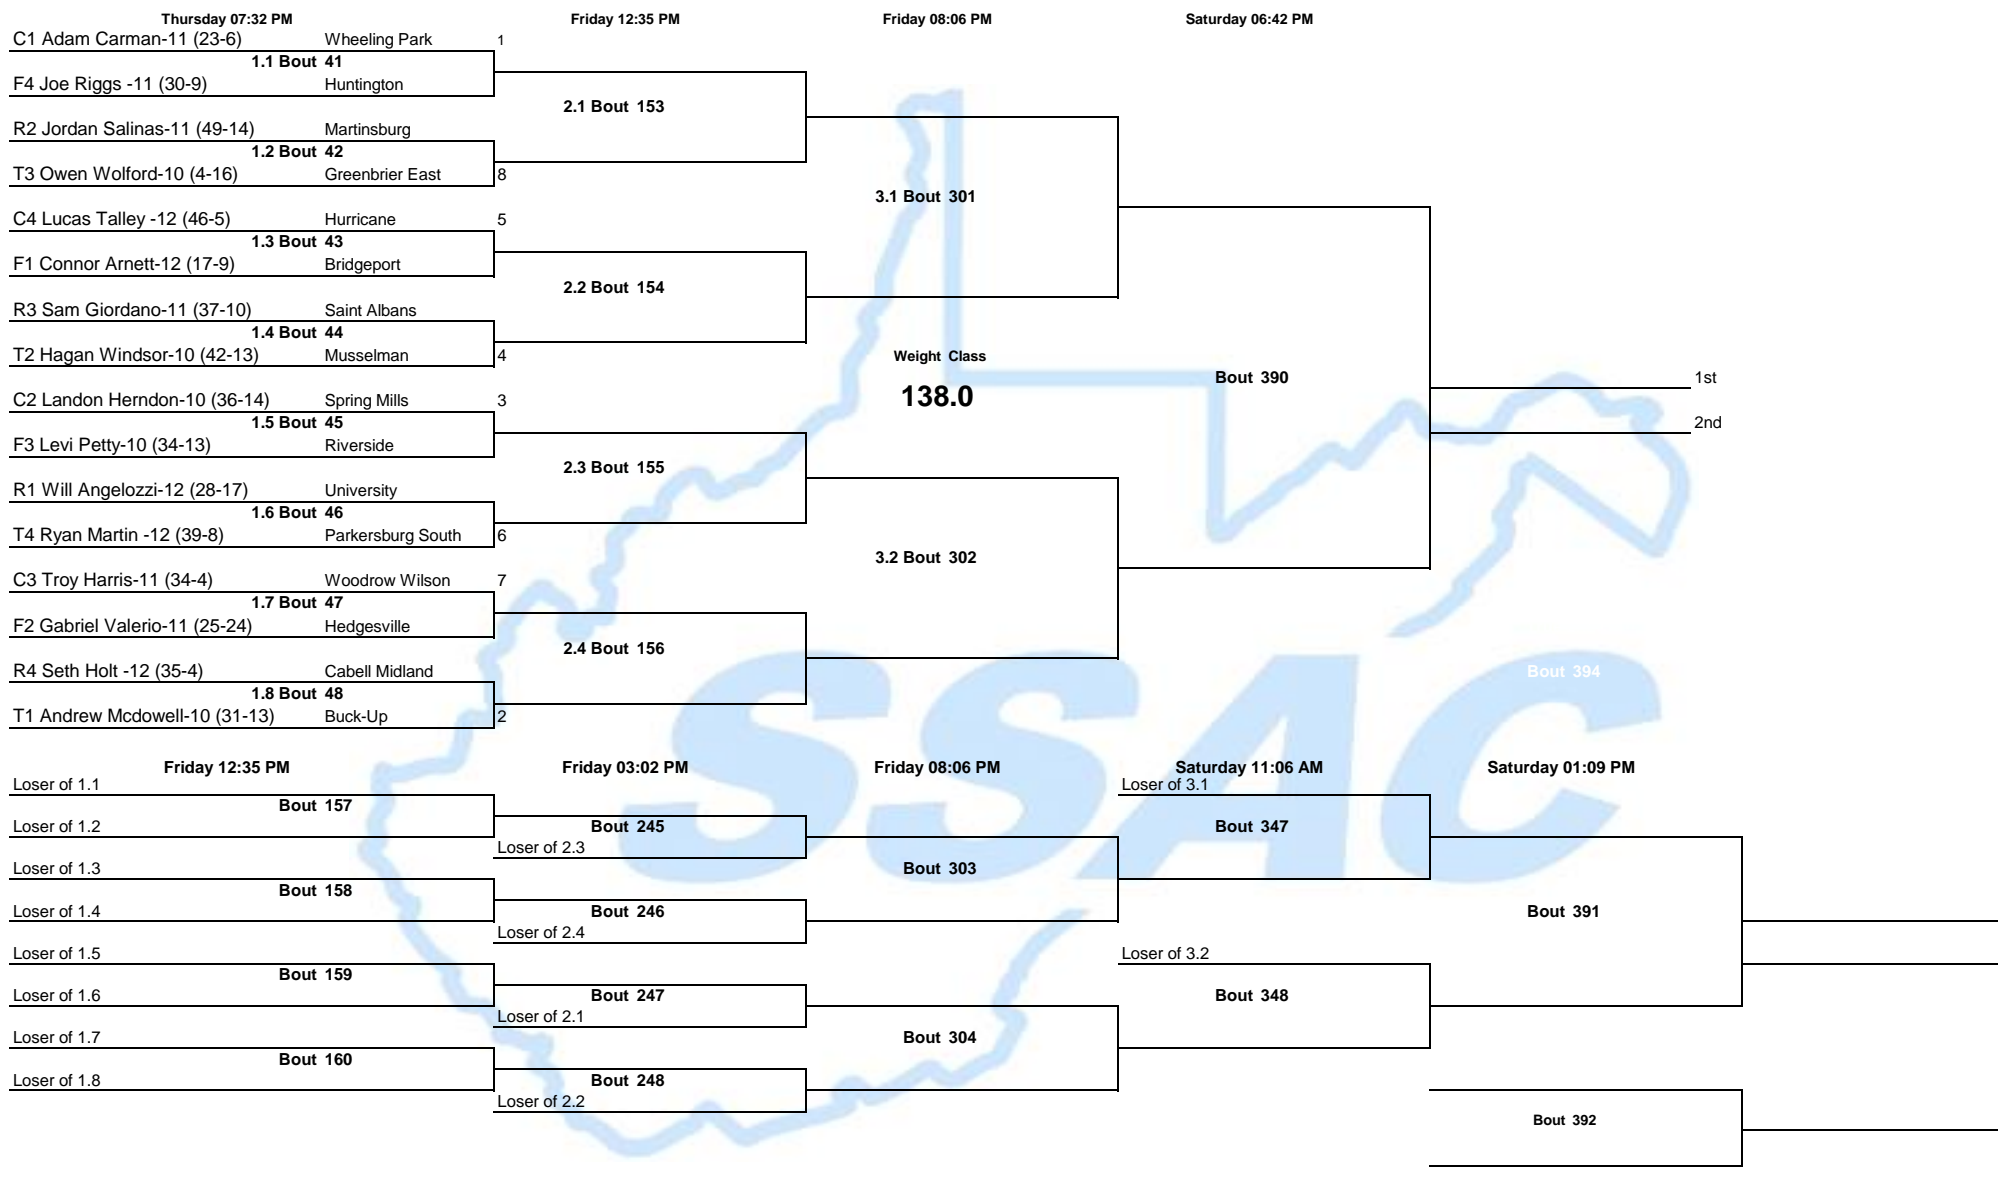 Thursday 07:32 PM Friday 12:35 PM Friday 08:06 PM Saturday 06:42 PM
C1 Adam Carman-11 (23-6) Wheeling Park 1
1.1 Bout 41
F4 Joe Riggs -11 (30-9) Huntington
2.1 Bout 153
R2 Jordan Salinas-11 (49-14) Martinsburg
1.2 Bout 42
T3 Owen Wolford-10 (4-16) Greenbrier East 8
3.1 Bout 301
C4 Lucas Talley -12 (46-5) Hurricane 5
1.3 Bout 43
F1 Connor Arnett-12 (17-9) Bridgeport
2.2 Bout 154
R3 Sam Giordano-11 (37-10) Saint Albans
1.4 Bout 44
T2 Hagan Windsor-10 (42-13) Musselman 4
Weight Class
Bout 390
1st
138.0
C2 Landon Herndon-10 (36-14) Spring Mills 3
1.5 Bout 45
2nd
F3 Levi Petty-10 (34-13) Riverside
2.3 Bout 155
R1 Will Angelozzi-12 (28-17) University
1.6 Bout 46
T4 Ryan Martin -12 (39-8) Parkersburg South 6
3.2 Bout 302
C3 Troy Harris-11 (34-4) Woodrow Wilson 7
1.7 Bout 47
F2 Gabriel Valerio-11 (25-24) Hedgesville
2.4 Bout 156
R4 Seth Holt -12 (35-4) Cabell Midland
Bout 394
1.8 Bout 48
T1 Andrew Mcdowell-10 (31-13) Buck-Up 2
SSAC
Friday 12:35 PM Friday 03:02 PM Friday 08:06 PM Saturday 11:06 AM Saturday 01:09 PM
Loser of 1.1 Loser of 3.1
Bout 157
Loser of 1.2 Bout 245 Bout 347
Loser of 2.3
Loser of 1.3 Bout 303
Bout 158
Loser of 1.4 Bout 246 Bout 391
Loser of 2.4
Loser of 1.5 Loser of 3.2
Bout 159
Loser of 1.6 Bout 247 Bout 348
Loser of 2.1
Loser of 1.7 Bout 304
Bout 160
Loser of 1.8 Bout 248
Loser of 2.2
Bout 392